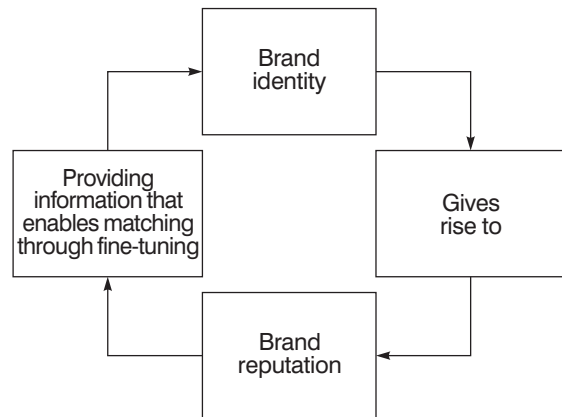 Brand
identity
Providing
information that
enables matching
through fine-tuning
Gives
rise to
Brand
reputation